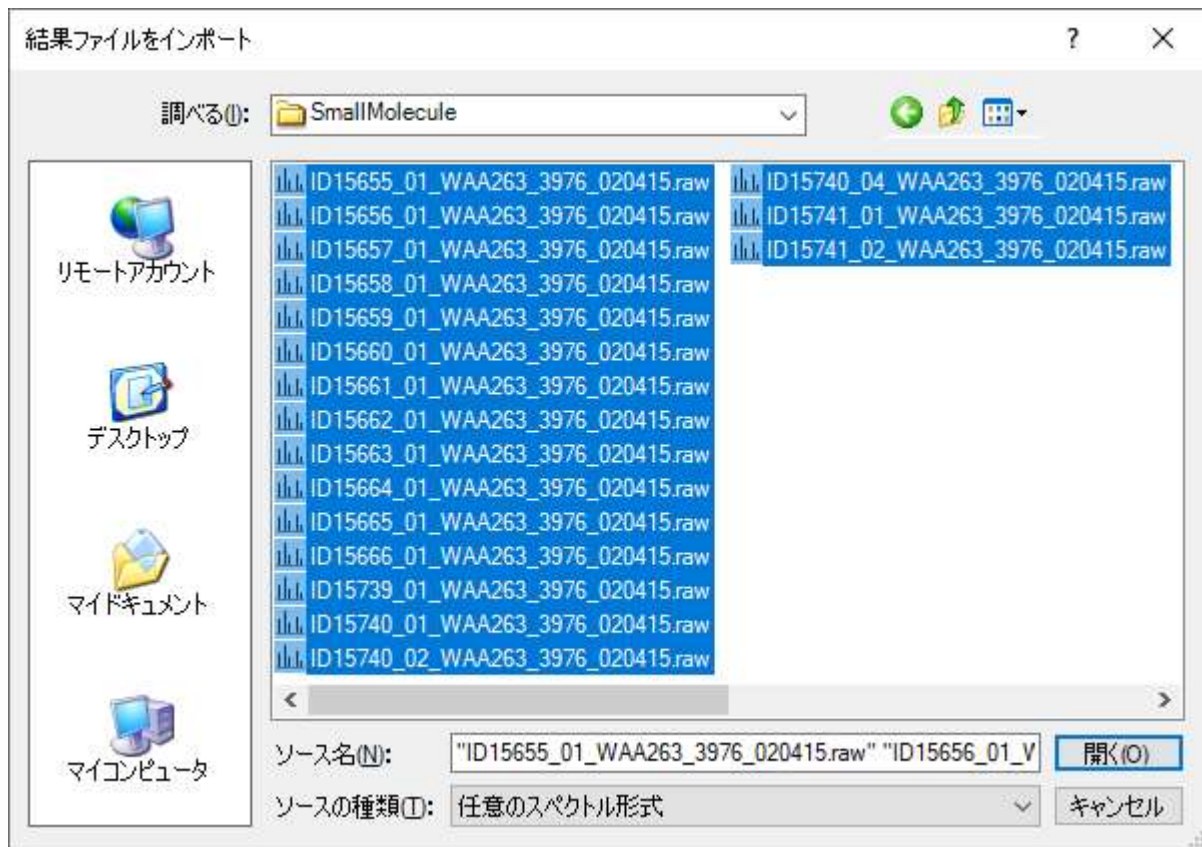 結果ファイルをインポート
調べる(I):
SmallMolecule
リモートアカウント
デスクトップ
マイドキュメント
マイコンピュータ
ID15655_01_WAA263_3976_020415.raw
ID15656_01_WAA263_3976_020415.raw
ID15657_01_WAA263_3976_020415.raw
ID15658_01_WAA263_3976_020415.raw
ID15659_01_WAA263_3976_020415.raw
ID15660_01_WAA263_3976_020415.raw
ID15661_01_WAA263_3976_020415.raw
ID15662_01_WAA263_3976_020415.raw
ID15663_01_WAA263_3976_020415.raw
ID15664_01_WAA263_3976_020415.raw
ID15665_01_WAA263_3976_020415.raw
ID15666_01_WAA263_3976_020415.raw
ID15739_01_WAA263_3976_020415.raw
ID15740_01_WAA263_3976_020415.raw
ID15740_02_WAA263_3976_020415.raw
ID15740_04_WAA263_3976_020415.raw
ID15741_01_WAA263_3976_020415.raw
ID15741_02_WAA263_3976_020415.raw
ソース名(N):
"ID15655_01_WAA263_3976_020415.raw" "ID15656_01_W
開く(O)
ソースの種類(T):
任意のスペクトル形式
キャンセル